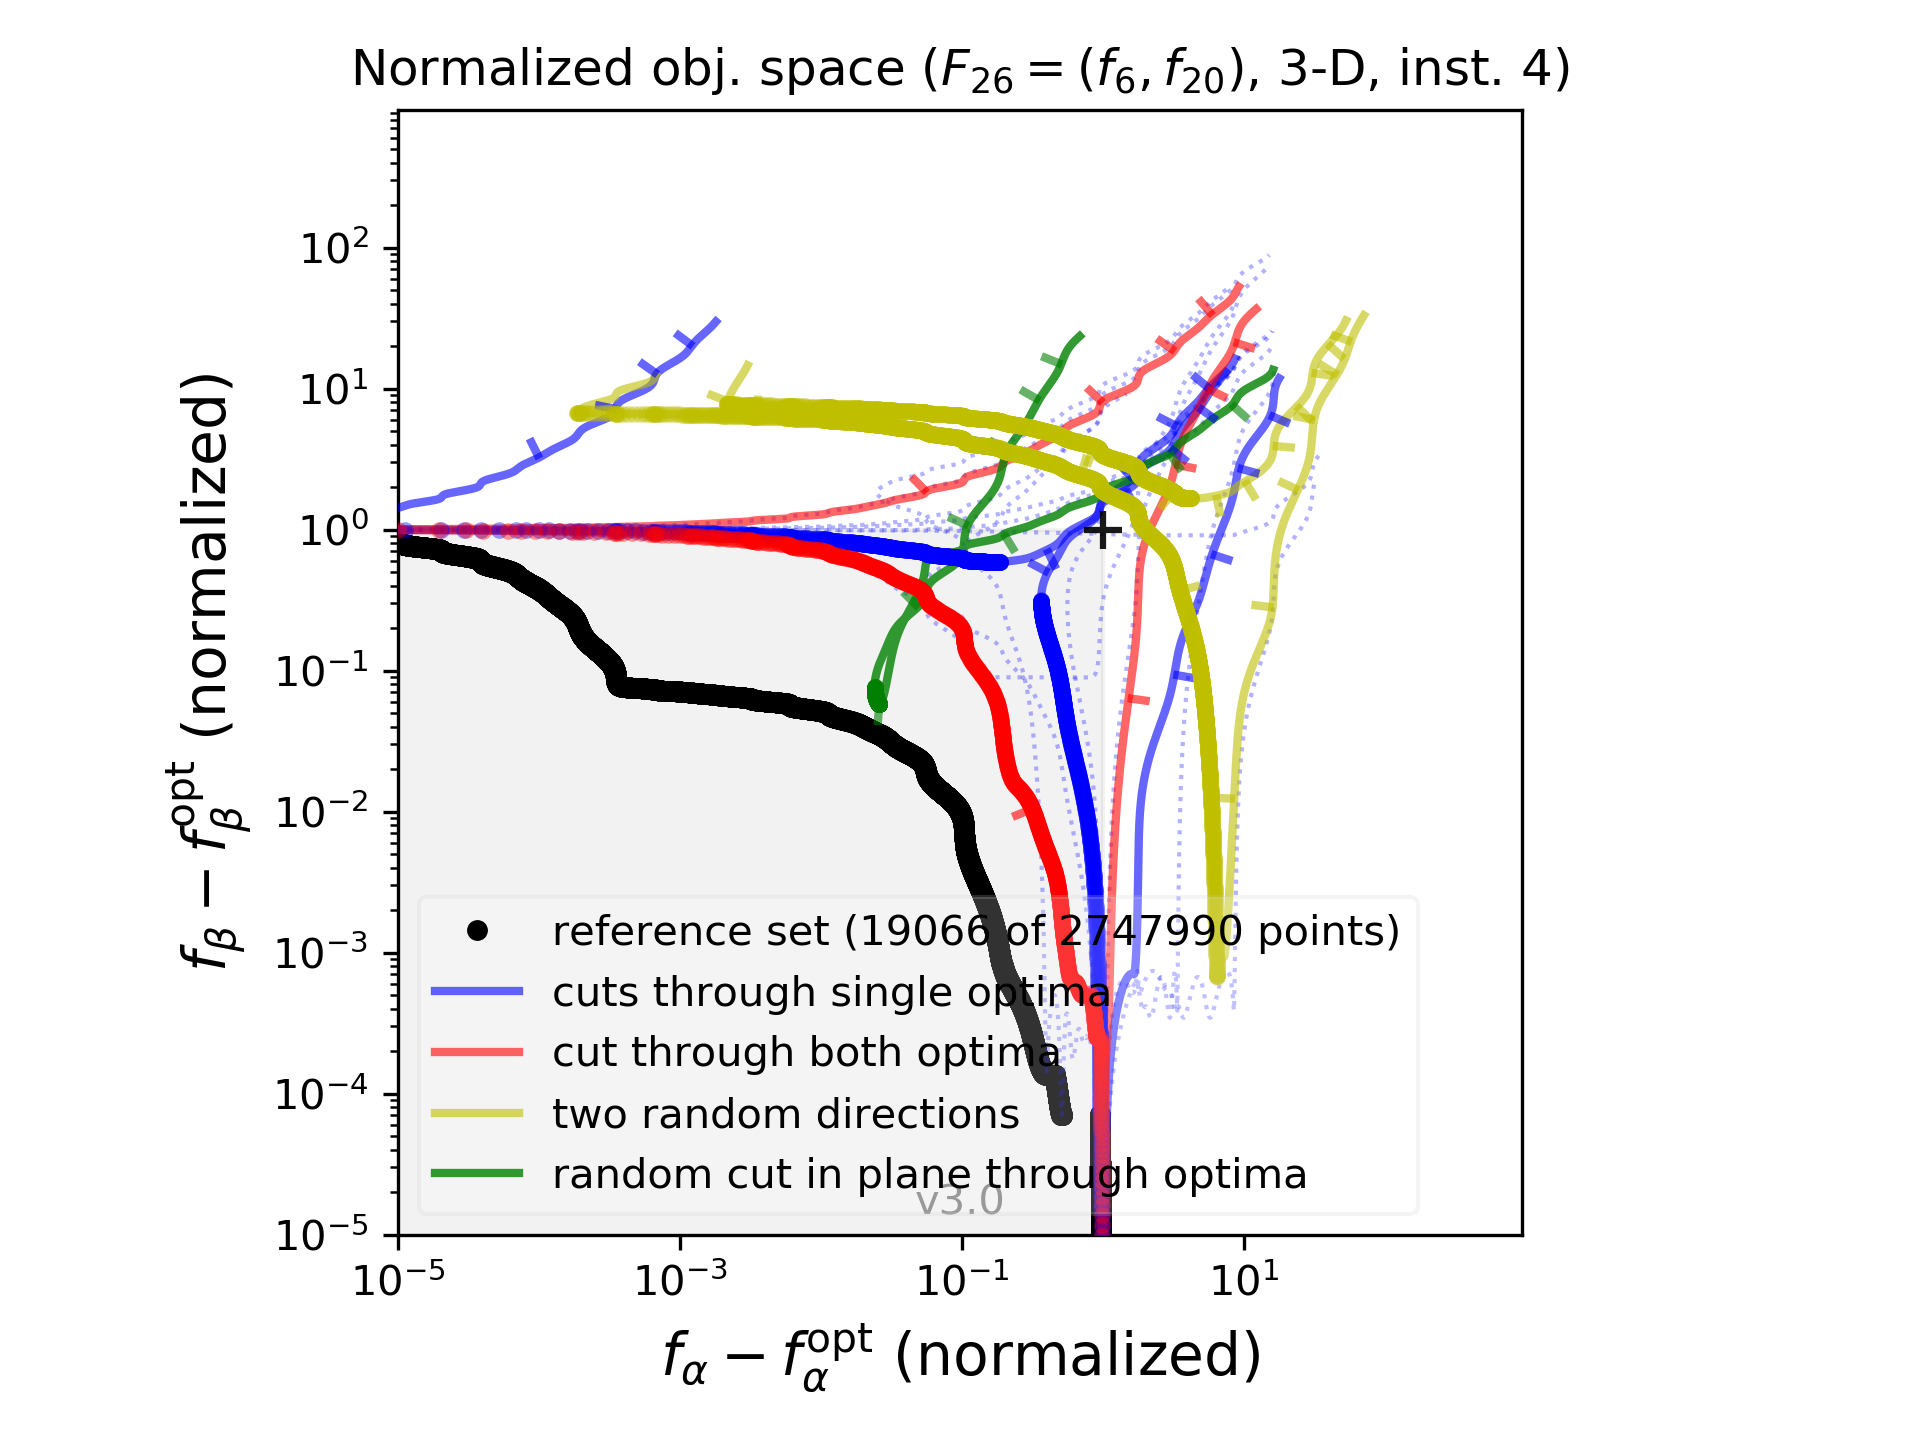 Normalized obj. space (F₂₆ = (f₆, f₂₀), 3-D, inst. 4)
f_β − f_β^opt (normalized)
10²
10¹
10⁰
10⁻¹
10⁻²
10⁻³
10⁻⁴
10⁻⁵
reference set (19066 of 2747990 points)
cuts through single optima
cut through both optima
two random directions
random cut in plane through optima
v3.0
10⁻⁵
10⁻³
10⁻¹
10¹
f_α − f_α^opt (normalized)